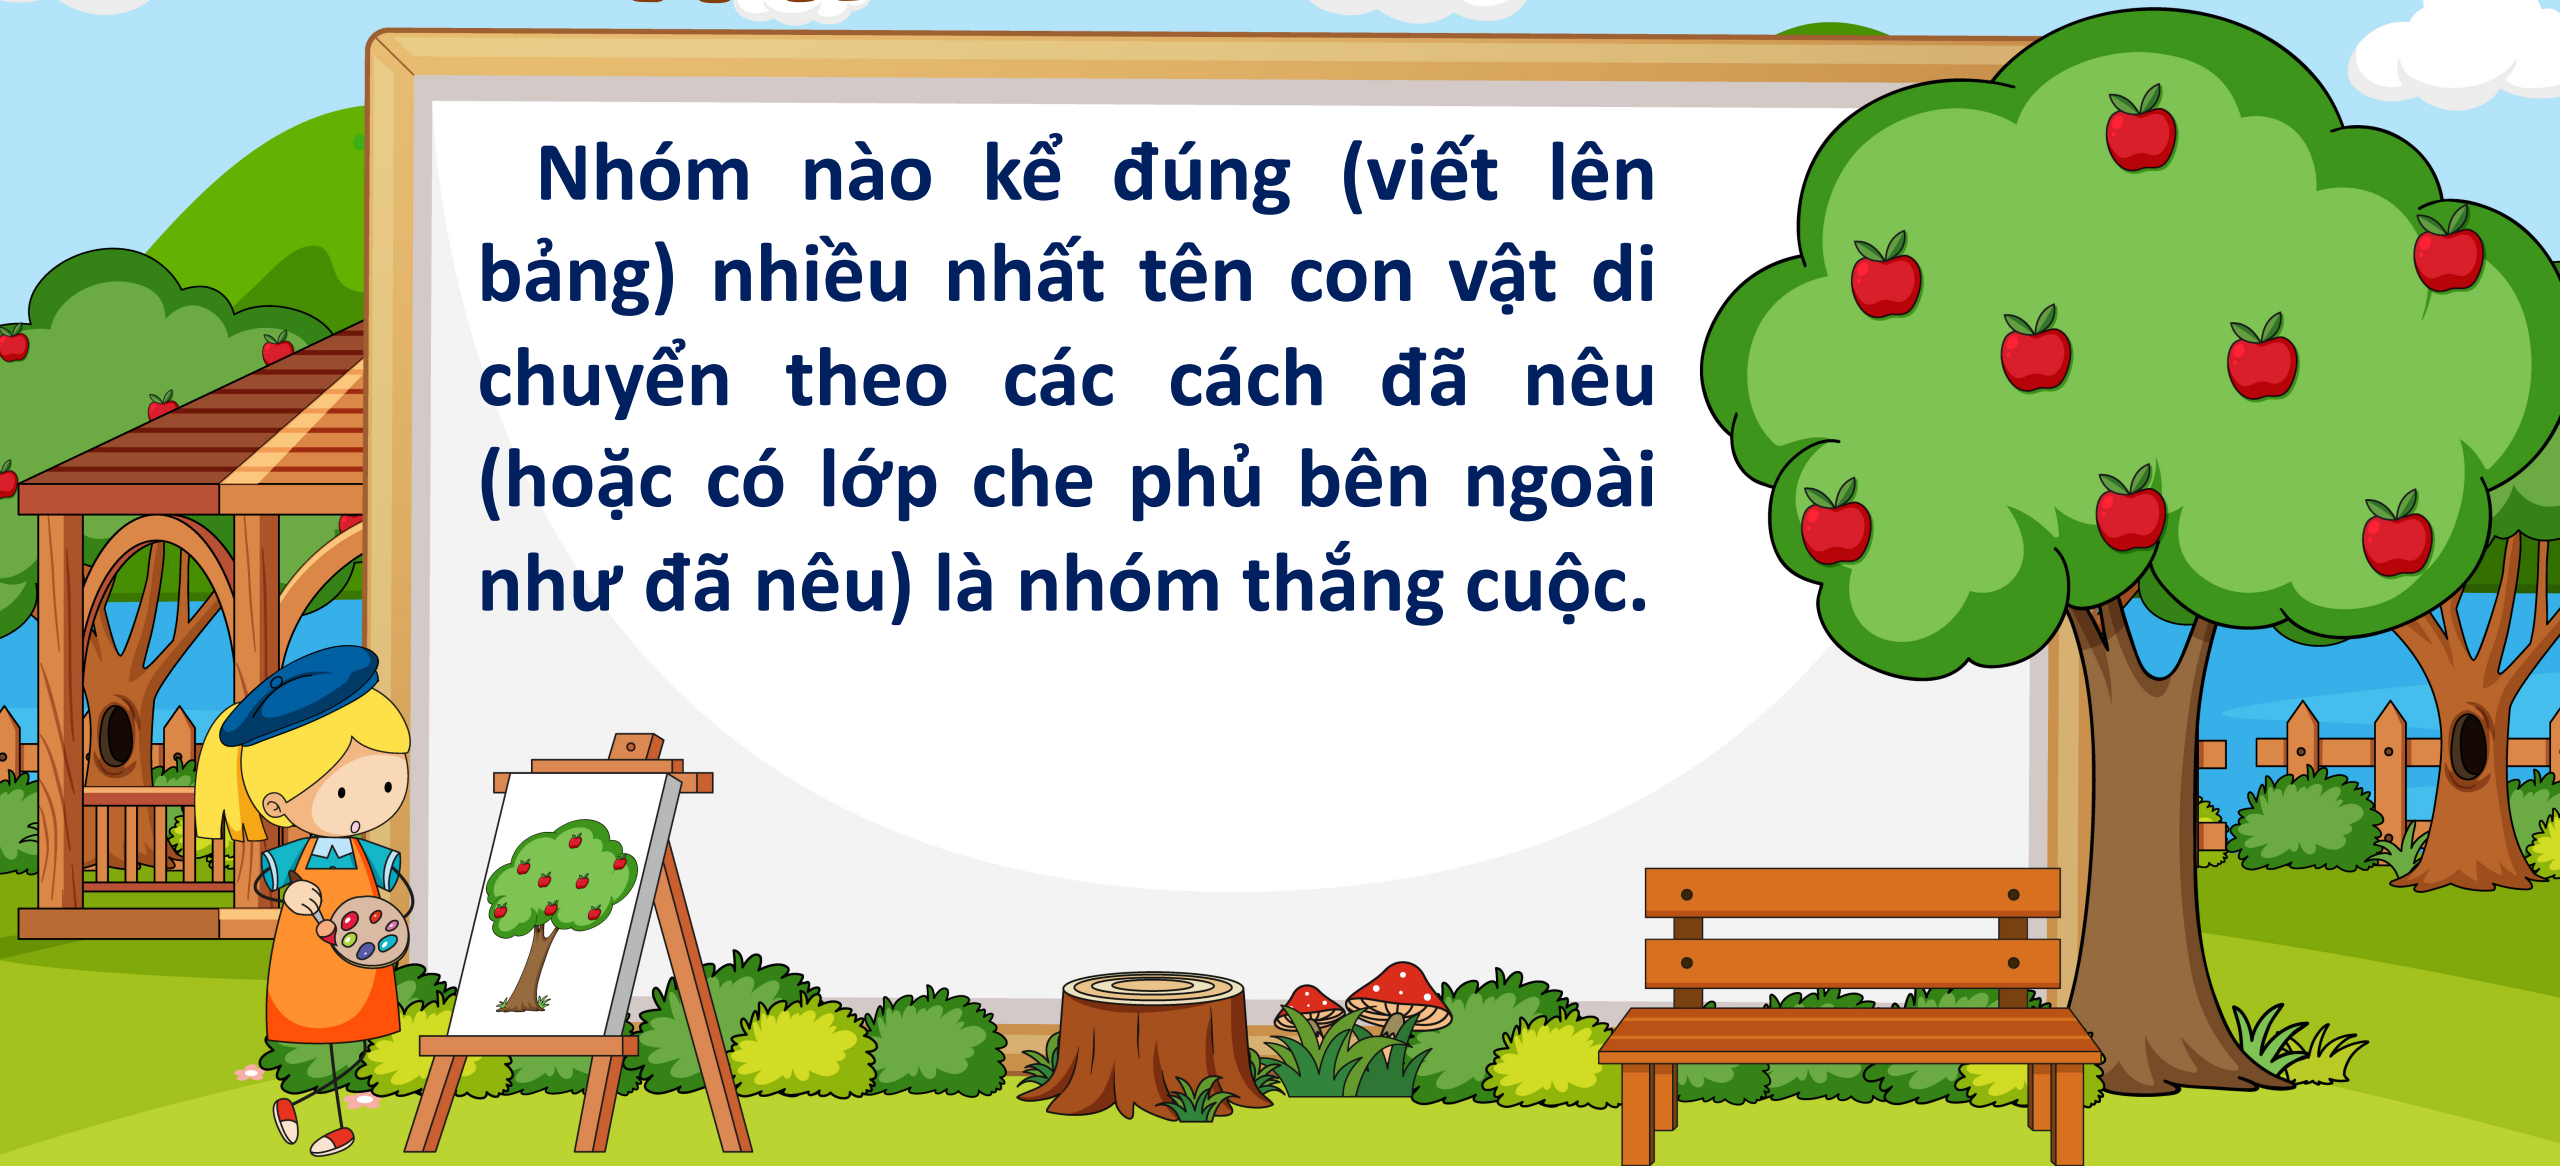 Nhóm nào kể đúng (viết lên
bảng) nhiều nhất tên con vật di
chuyển theo các cách đã nêu
(hoặc có lớp che phủ bên ngoài
như đã nêu) là nhóm thắng cuộc.